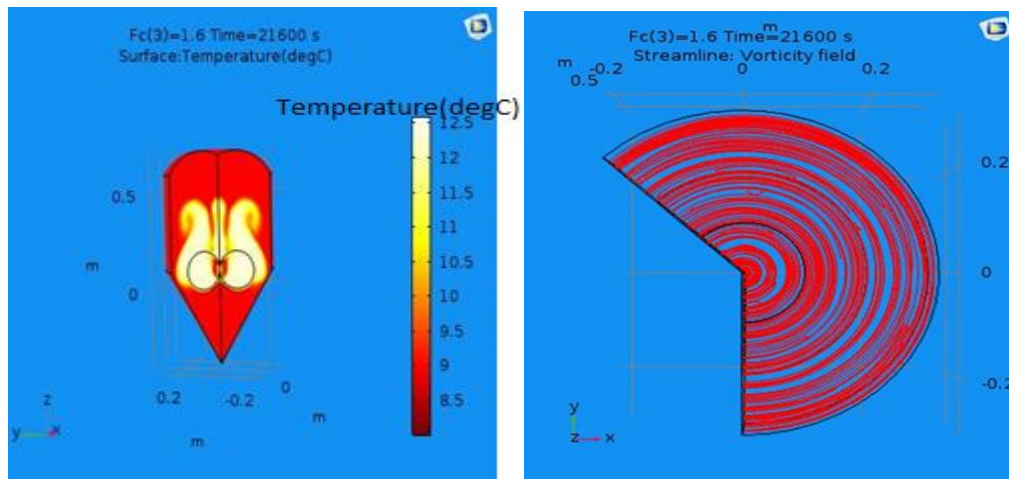 Fc(3)=1.6 Time=21600 s
Surface:Temperature(degC)
Temperature(degC)
12.5
12
11.5
11
10.5
10
9.5
9
8.5
0.5
m
0
0.2
-0.2
0
m
m
z
y
x
m
Fc(3)=1.6 Time=21600 s
Streamline: Vorticity field
m
0.5
-0.2
0
0.2
0.2
0
-0.2
y
z
x